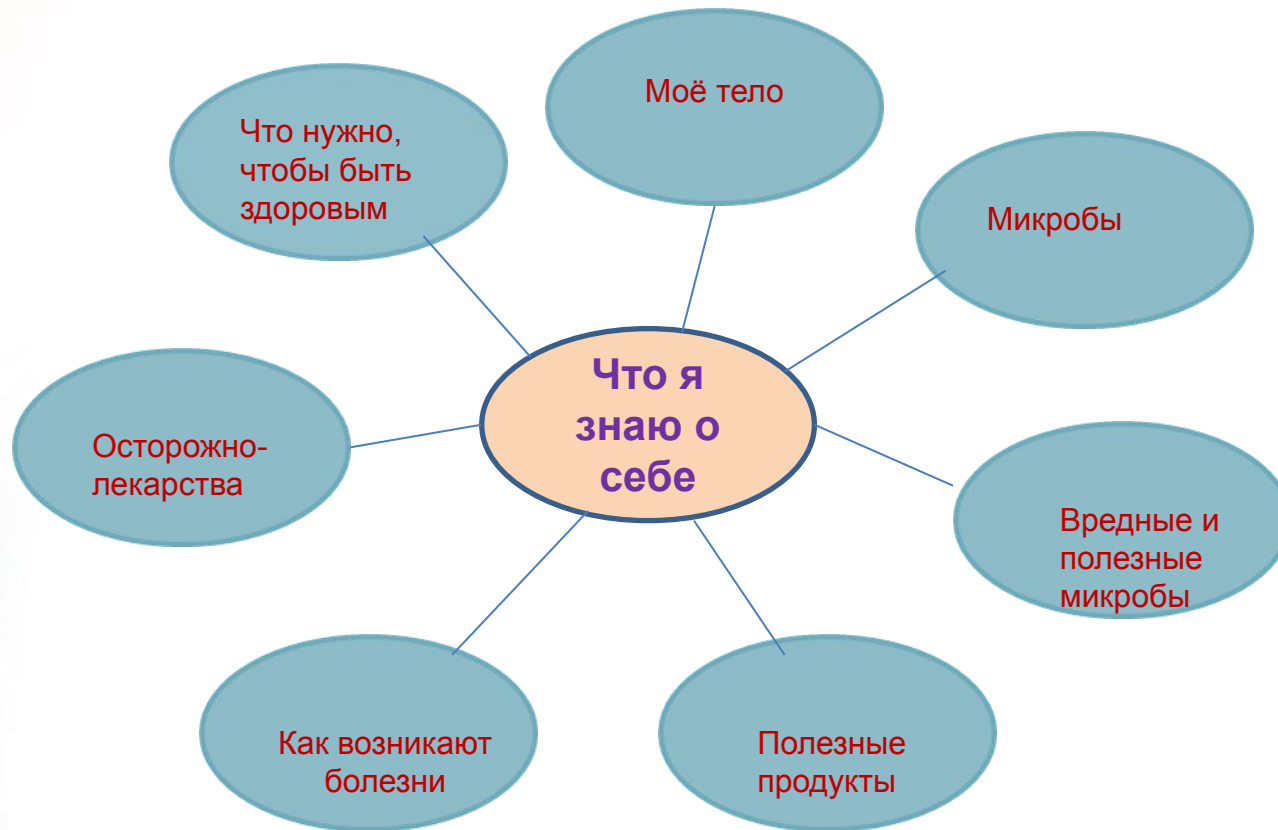 Моё тело
Что нужно,
чтобы быть
здоровым
Микробы
Что я
знаю о
себе
Осторожно-
лекарства
Вредные и
полезные
микробы
Как возникают
болезни
Полезные
продукты